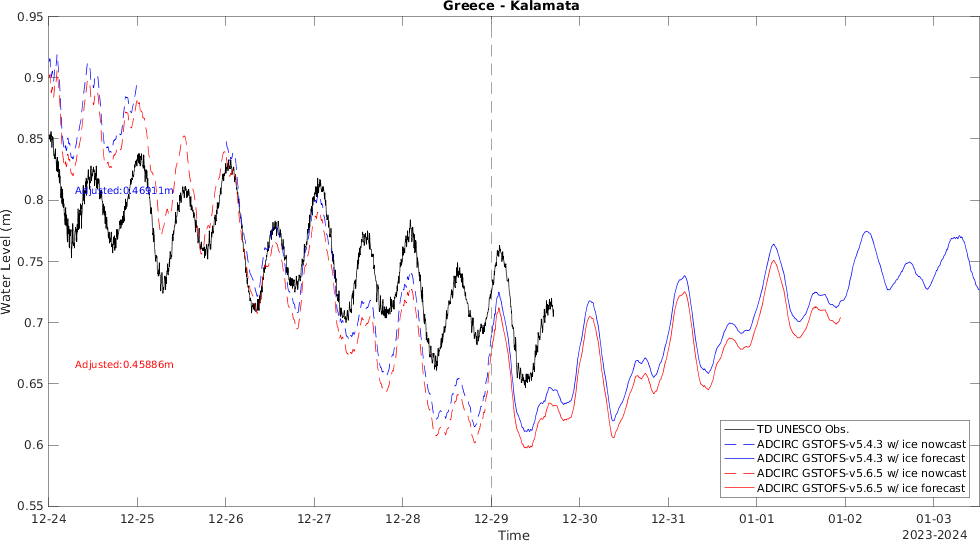 Greece - Kalamata
Water Level (m)
0.95
0.9
0.85
0.8
0.75
0.7
0.65
0.6
0.55
Adjusted:0.46911m
Adjusted:0.45886m
TD UNESCO Obs.
ADCIRC GSTOFS-v5.4.3 w/ ice nowcast
ADCIRC GSTOFS-v5.4.3 w/ ice forecast
ADCIRC GSTOFS-v5.6.5 w/ ice nowcast
ADCIRC GSTOFS-v5.6.5 w/ ice forecast
12-24 12-25 12-26 12-27 12-28 12-29 12-30 12-31 01-01 01-02 01-03
Time
2023-2024